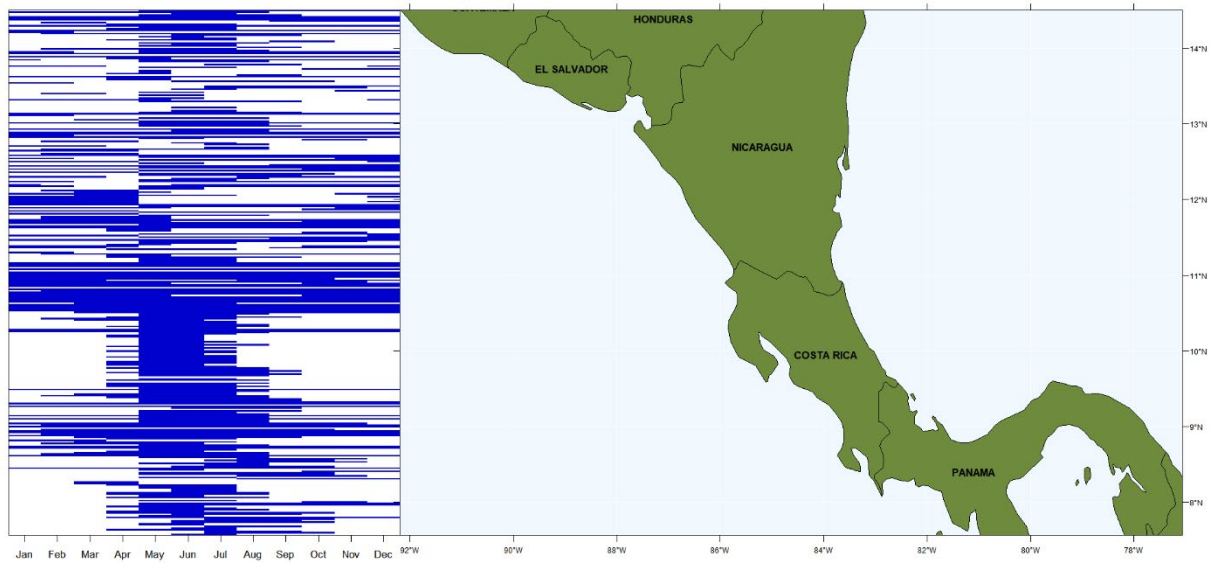 HONDURAS
14°N
EL SALVADOR
13°N
NICARAGUA
12°N
11°N
COSTA RICA
10°N
9°N
PANAMA
8°N
Jan Feb Mar Apr May Jun Jul Aug Sep Oct Nov Dec 92°W 90°W 88°W 86°W 84°W 82°W 80°W 78°W